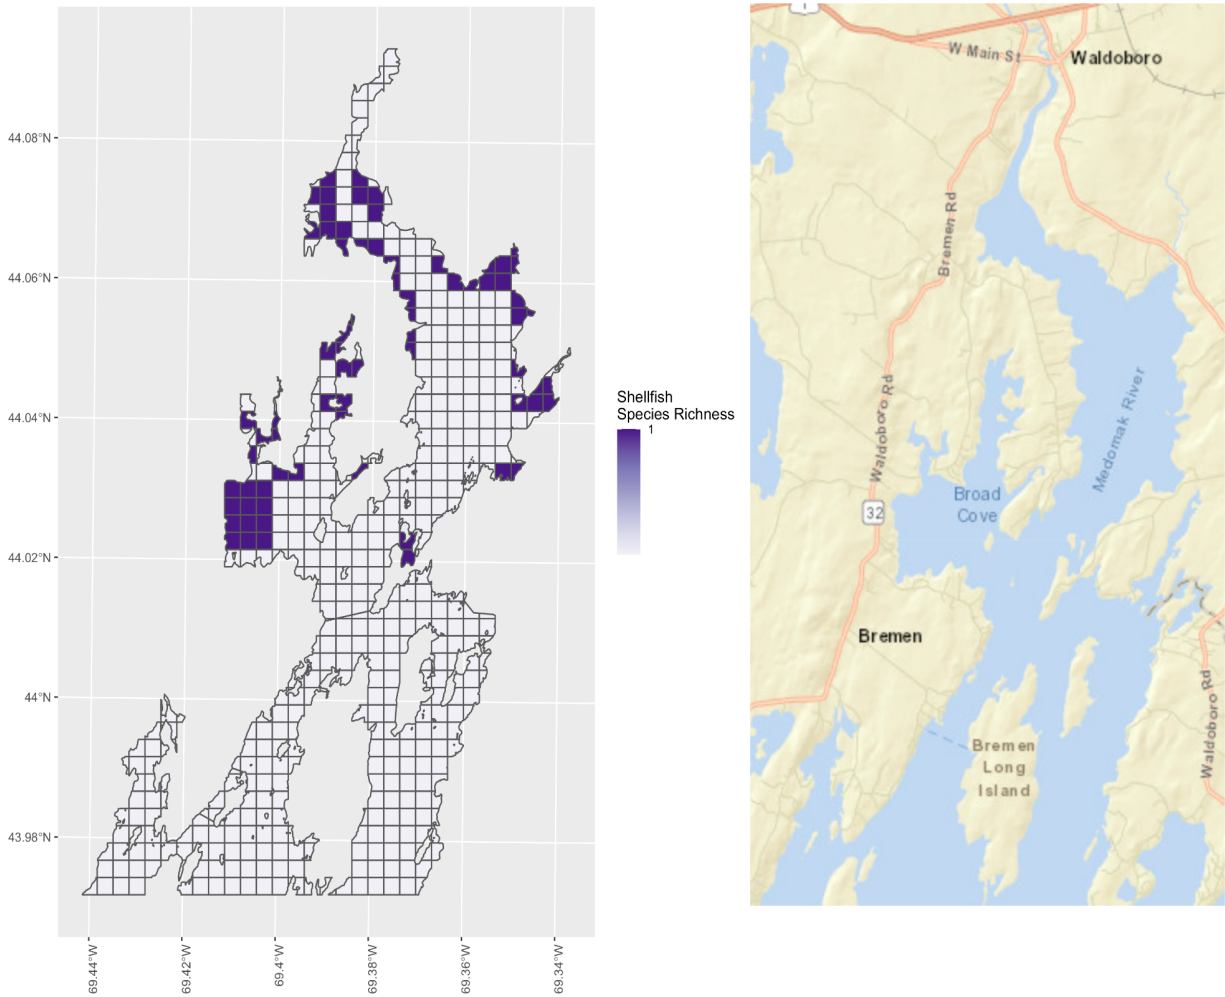 44.08°N
44.06°N
44.04°N
44.02°N
44°N
43.98°N
69.44°W
69.42°W
69.4°W
69.38°W
69.36°W
69.34°W
Shellfish
Species Richness
1
1
W Main St
Waldoboro
Bremen Rd
Waldoboro Rd
Medomak River
Broad
Cove
32
Bremen
Bremen
Long
Island
Waldoboro Rd